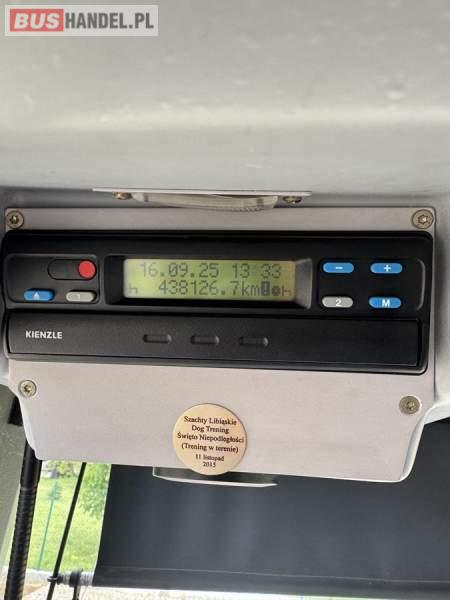 BUSHANDEL.PL
16.09.25 13:33
438126.7km
- +
1
2 M
KIENZLE
Szachty Libiąskie
Dog Trening
Święto Niepodległości
(Trening w terenie)
11 listopad
2015